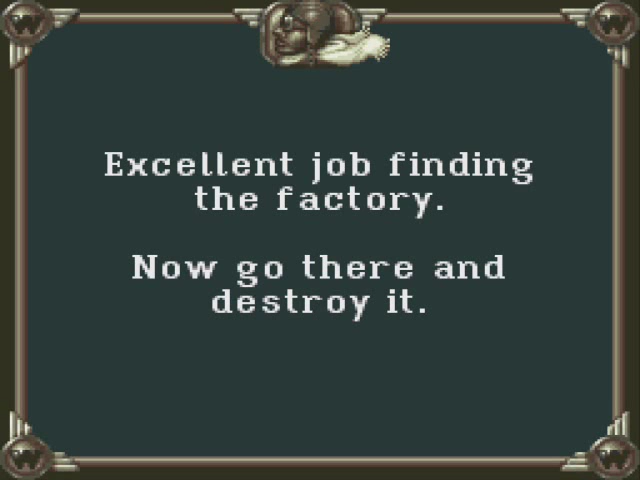 Excellent job finding
the factory.
Now go there and
destroy it.